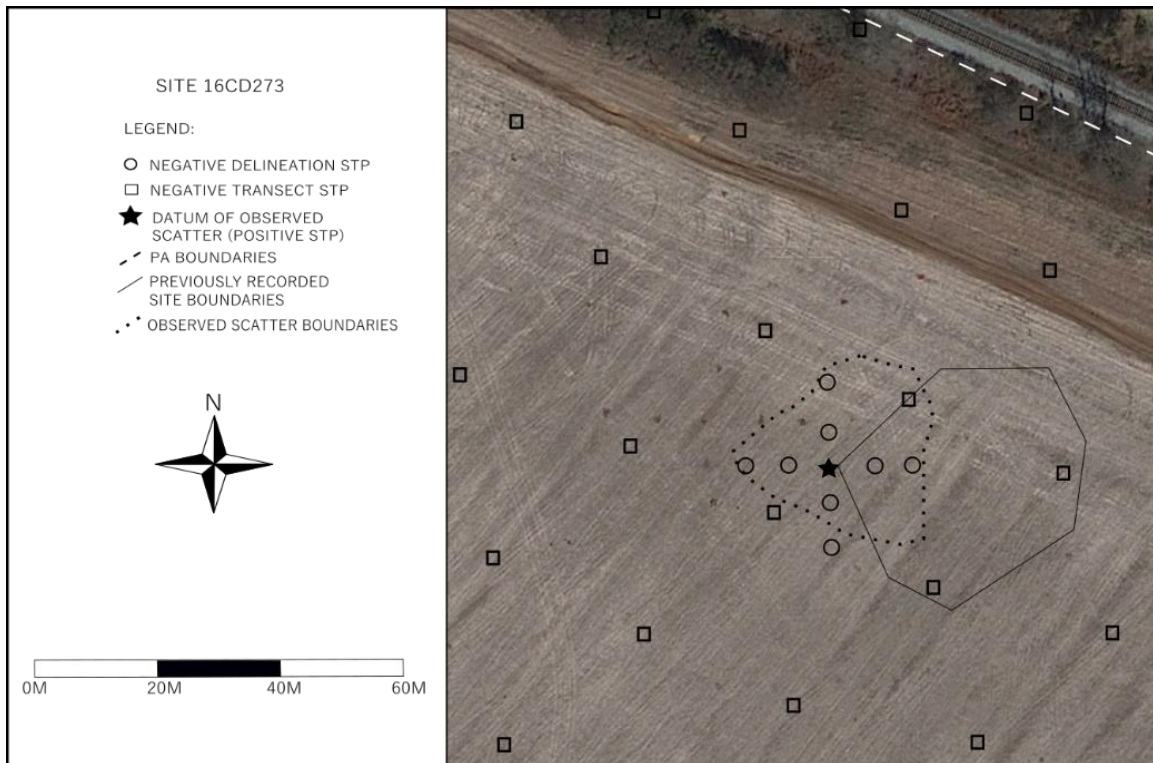 SITE 16CD273
LEGEND:
NEGATIVE DELINEATION STP
NEGATIVE TRANSECT STP
DATUM OF OBSERVED
SCATTER (POSITIVE STP)
PA BOUNDARIES
PREVIOUSLY RECORDED
SITE BOUNDARIES
OBSERVED SCATTER BOUNDARIES
N
0M 20M 40M 60M